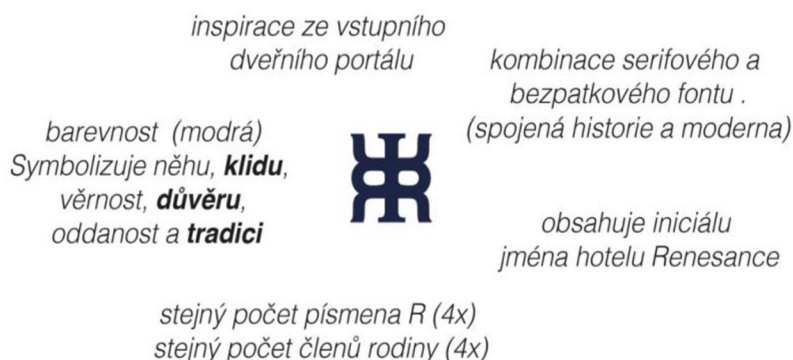 inspirace ze vstupního
dveřního portálu
kombinace serifového a
bezpatkového fontu .
(spojená historie a moderna)
barevnost (modrá)
Symbolizuje něhu, klidu,
věrnost, důvěru,
oddanost a tradici
obsahuje iniciálu
jména hotelu Renesance
stejný počet písmena R (4x)
stejný počet členů rodiny (4x)